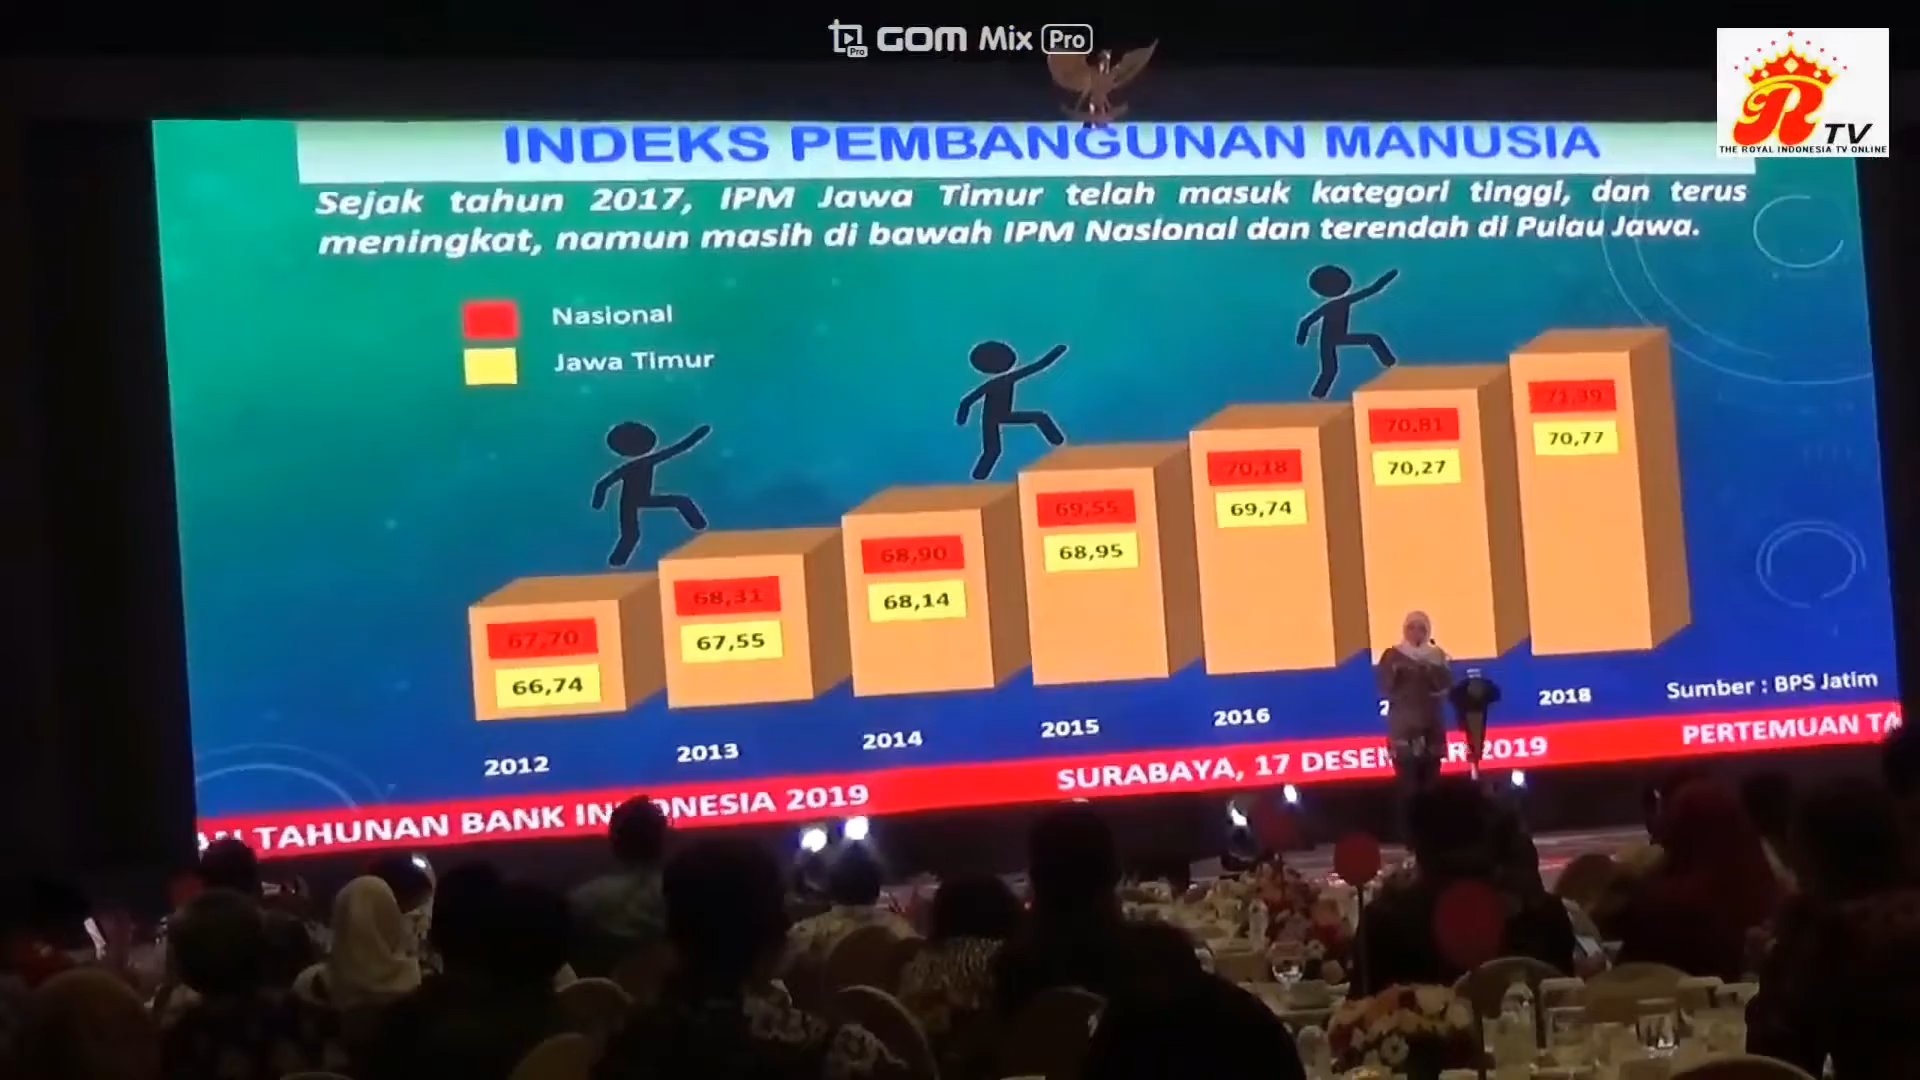 GOM Mix Pro
Pro
R TV
THE ROYAL INDONESIA TV ONLINE
INDEKS PEMBANGUNAN MANUSIA
Sejak tahun 2017, IPM Jawa Timur telah masuk kategori tinggi, dan terus
meningkat, namun masih di bawah IPM Nasional dan terendah di Pulau Jawa.
Nasional
Jawa Timur
67,70
66,74
68,31
67,55
68,90
68,14
69,55
68,95
70,18
69,74
70,81
70,27
71,39
70,77
2012
2013
2014
2015
2016
2018
Sumber : BPS Jatim
TAHUNAN BANK INDONESIA 2019
SURABAYA, 17 DESEMBER 2019
PERTEMUAN TA